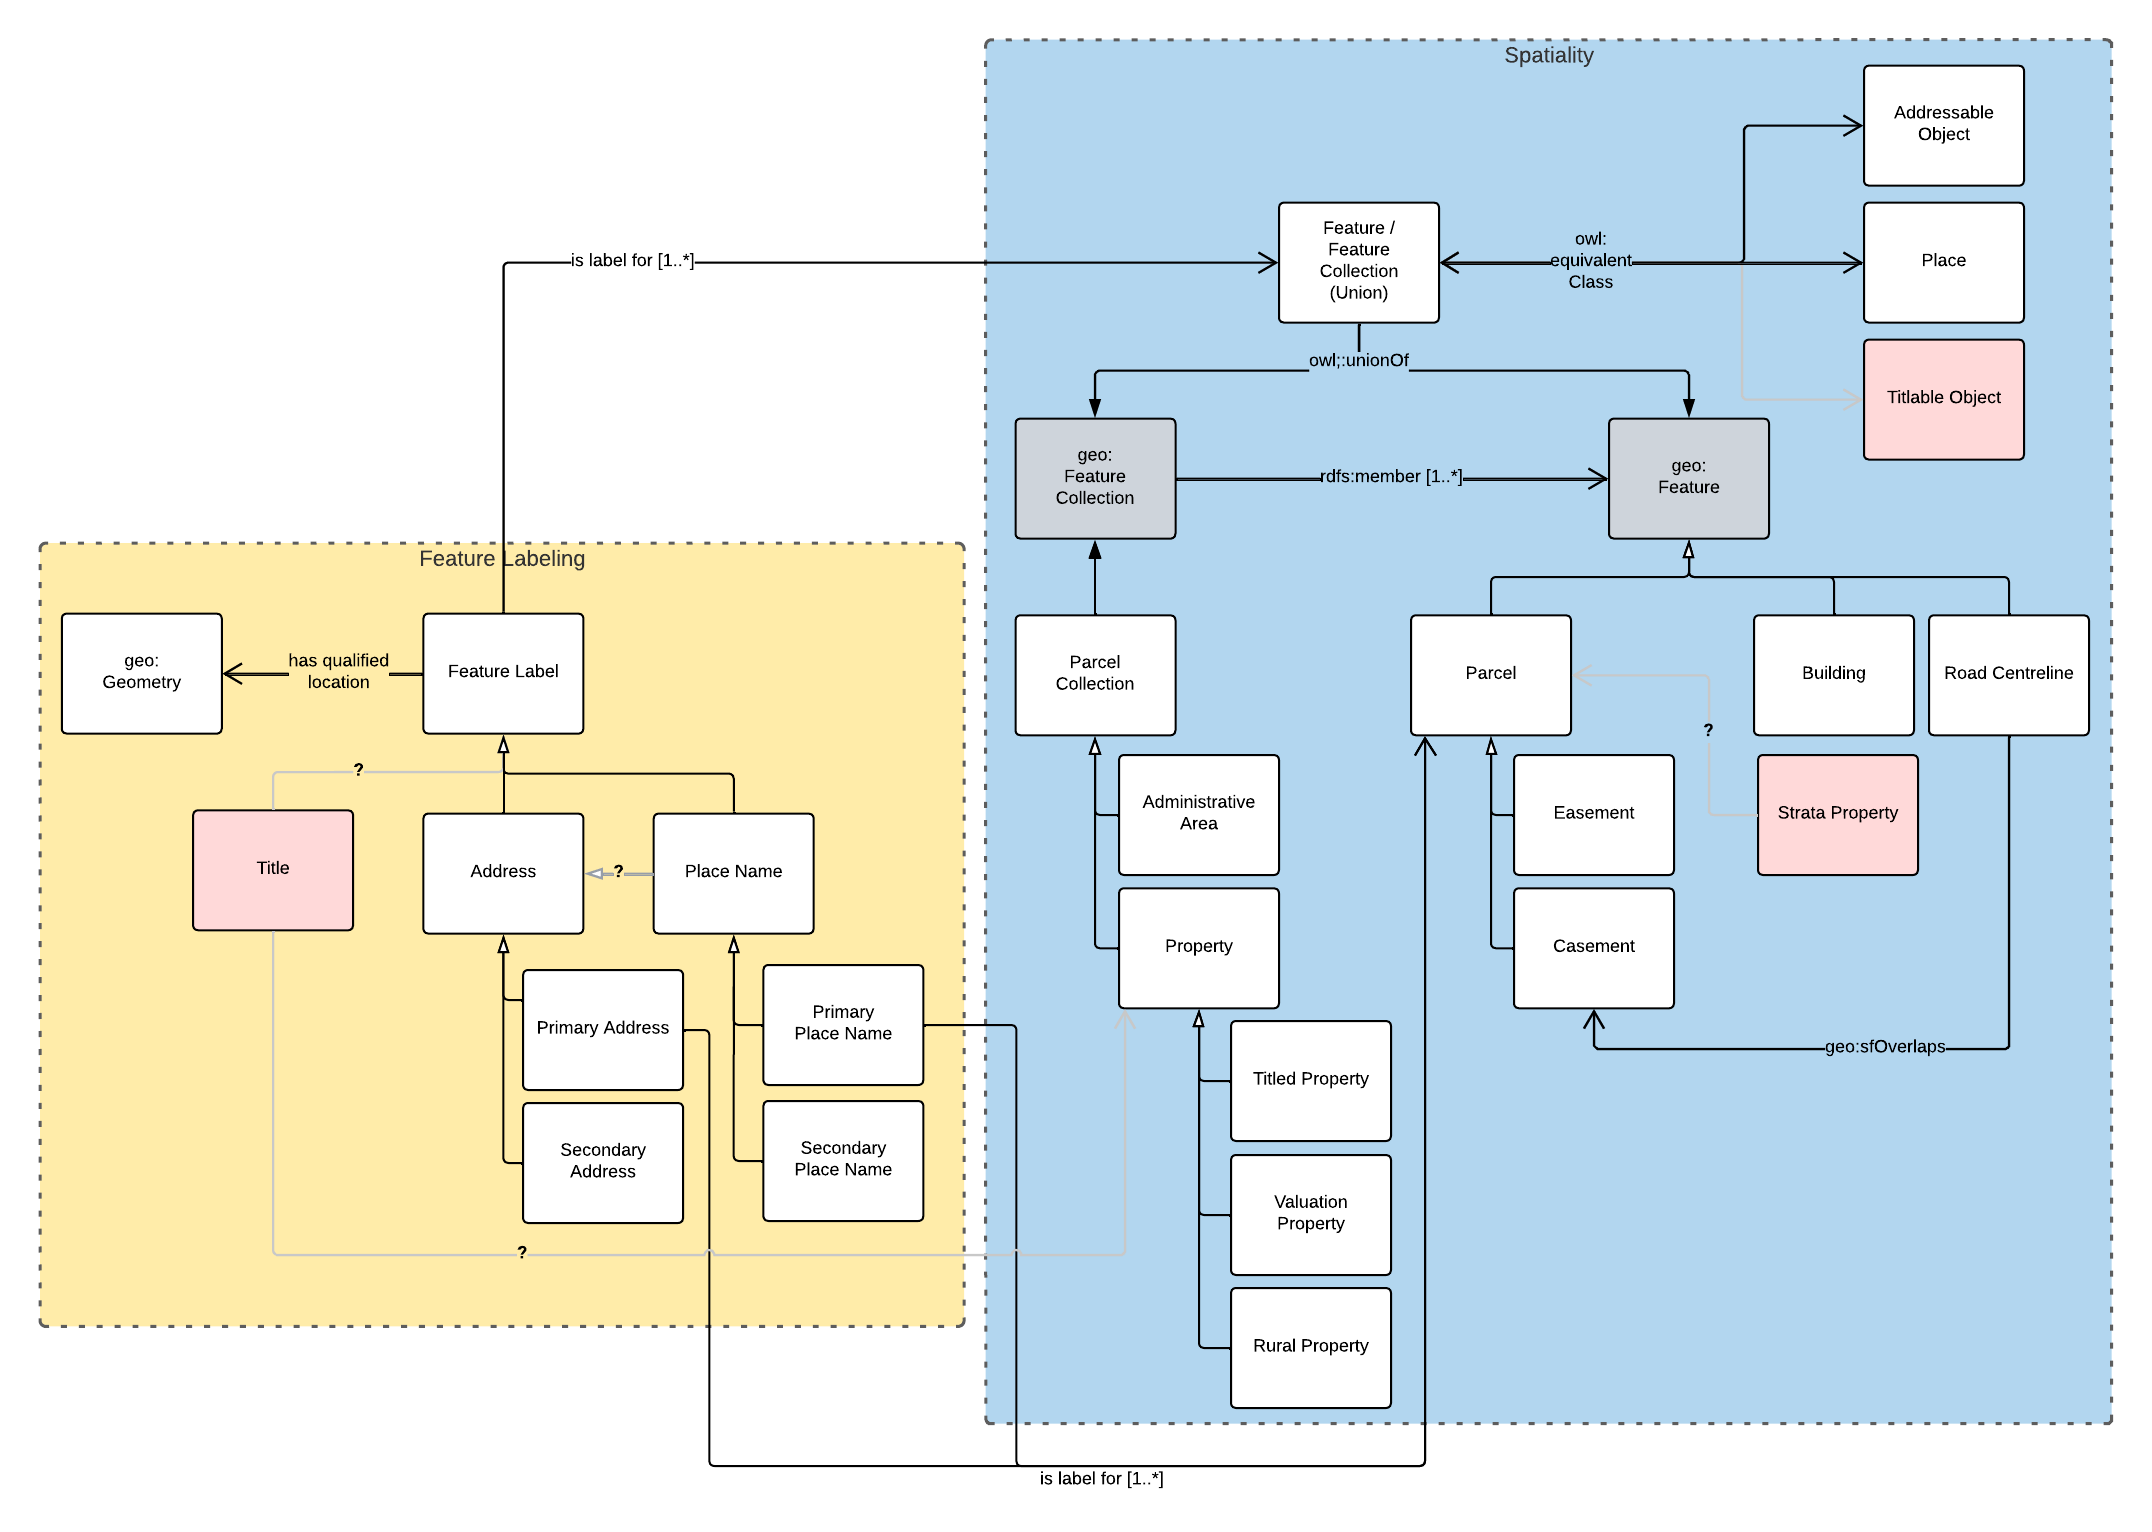 Spatiality
Addressable
Object
Feature /
Feature
Collection
(Union)
owl:
equivalent
Class
Place
is label for [1..*]
owl;:unionOf
Titlable Object
geo:
Feature
Collection
rdfs:member [1..*]
geo:
Feature
Feature Labeling
geo:
Geometry
has qualified
location
Feature Label
Parcel
Collection
Parcel
Building
Road Centreline
?
?
Administrative
Area
Easement
Strata Property
Title
Address
?
Place Name
Property
Casement
Primary Address
Primary
Place Name
geo:sfOverlaps
Titled Property
Secondary
Address
Secondary
Place Name
Valuation
Property
?
Rural Property
is label for [1..*]